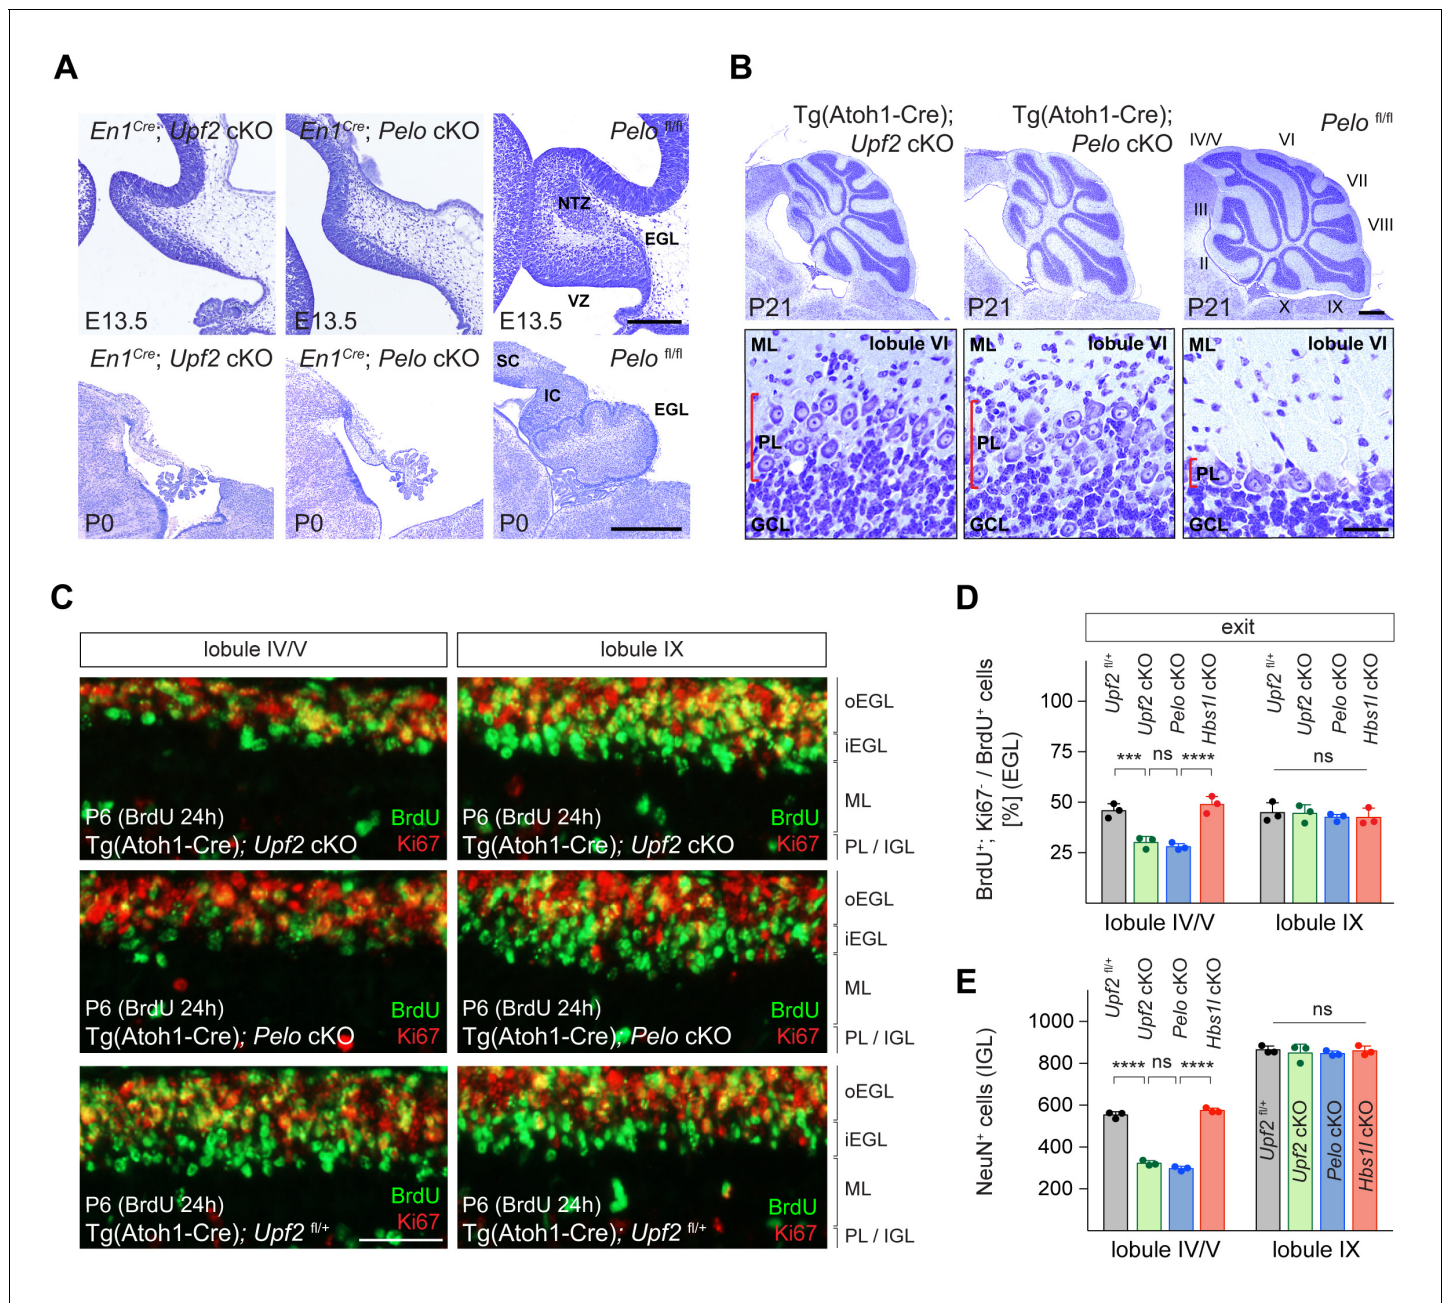 A
En1Cre; Upf2 cKO
En1Cre; Pelo cKO
Pelo fl/fl
NTZ
EGL
VZ
E13.5
E13.5
E13.5
En1Cre; Upf2 cKO
En1Cre; Pelo cKO
Pelo fl/fl
SC
IC
EGL
P0
P0
P0
B
Tg(Atoh1-Cre);
Upf2 cKO
Tg(Atoh1-Cre);
Pelo cKO
Pelo fl/fl
IV/V
VI
VII
III
VIII
II
X
IX
P21
P21
P21
ML
lobule VI
PL
GCL
ML
lobule VI
PL
GCL
ML
lobule VI
PL
GCL
C
lobule IV/V
lobule IX
oEGL
iEGL
ML
PL / IGL
P6 (BrdU 24h)
BrdU
Tg(Atoh1-Cre); Upf2 cKO
Ki67
P6 (BrdU 24h)
BrdU
Tg(Atoh1-Cre); Upf2 cKO
Ki67
oEGL
iEGL
ML
PL / IGL
P6 (BrdU 24h)
BrdU
Tg(Atoh1-Cre); Pelo cKO
Ki67
P6 (BrdU 24h)
BrdU
Tg(Atoh1-Cre); Pelo cKO
Ki67
oEGL
iEGL
ML
PL / IGL
P6 (BrdU 24h)
BrdU
Tg(Atoh1-Cre); Upf2 fl/+
Ki67
P6 (BrdU 24h)
BrdU
Tg(Atoh1-Cre); Upf2 fl/+
Ki67
D
exit
BrdU+; Ki67- / BrdU+ cells
[%] (EGL)
100
75
50
25
Upf2 fl/+
Upf2 cKO
Pelo cKO
Hbs1l cKO
Upf2 fl/+
Upf2 cKO
Pelo cKO
Hbs1l cKO
***
ns
****
ns
lobule IV/V
lobule IX
E
NeuN+ cells (IGL)
1000
800
600
400
200
Upf2 fl/+
Upf2 cKO
Pelo cKO
Hbs1l cKO
****
ns
****
ns
Upf2 fl/+
Upf2 cKO
Pelo cKO
Hbs1l cKO
lobule IV/V
lobule IX